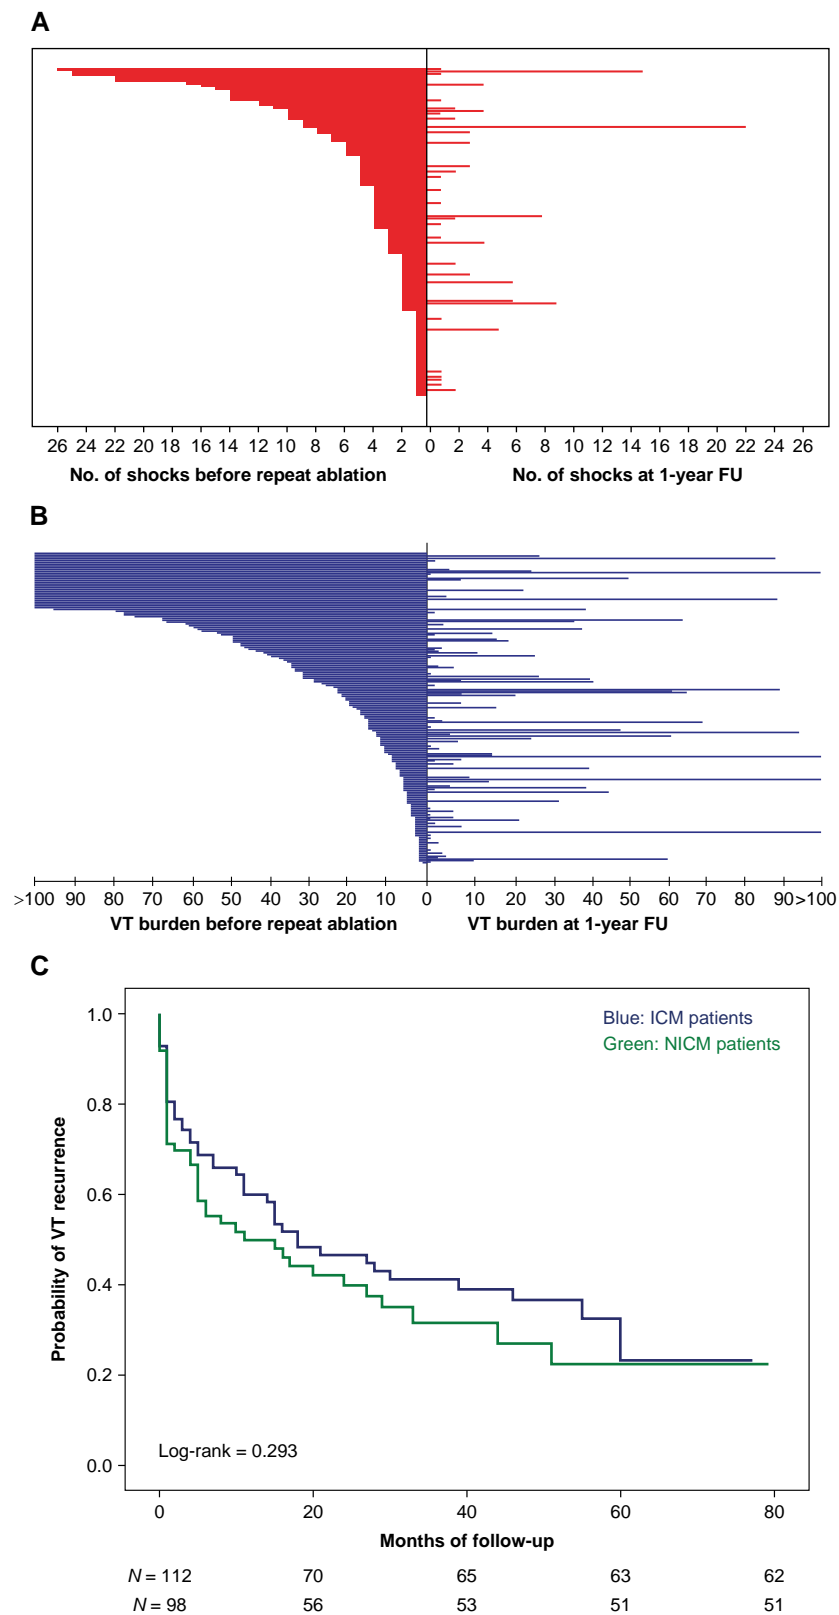 A
26 24 22 20 18 16 14 12 10 8 6 4 2 0 2 4 6 8 10 12 14 16 18 20 22 24 26
No. of shocks before repeat ablation No. of shocks at 1-year FU
B
>100 90 80 70 60 50 40 30 20 10 0 10 20 30 40 50 60 70 80 90 >100
VT burden before repeat ablation VT burden at 1-year FU
C
Blue: ICM patients
Green: NICM patients
Probability of VT recurrence
1.0
0.8
0.6
0.4
0.2
0.0
Log-rank = 0.293
0 20 40 60 80
Months of follow-up
N = 112 70 65 63 62
N = 98 56 53 51 51